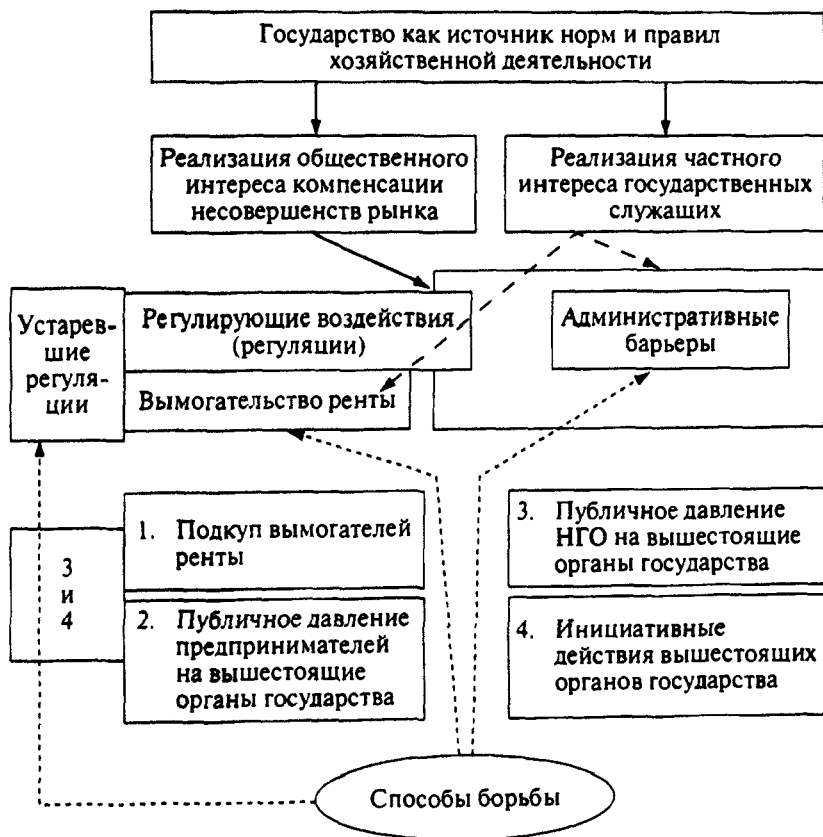 Государство как источник норм и правил
хозяйственной деятельности
Реализация общественного
интереса компенсации
несовершенств рынка
Реализация частного
интереса государственных
служащих
Устарев-
шие
регуля-
ции
Регулирующие воздействия
(регуляции)
Вымогательство ренты
Административные
барьеры
3
и
4
1. Подкуп вымогателей
ренты
2. Публичное давление
предпринимателей
на вышестоящие
органы государства
3. Публичное давление
НГО на вышестоящие
органы государства
4. Инициативные
действия вышестоящих
органов государства
Способы борьбы